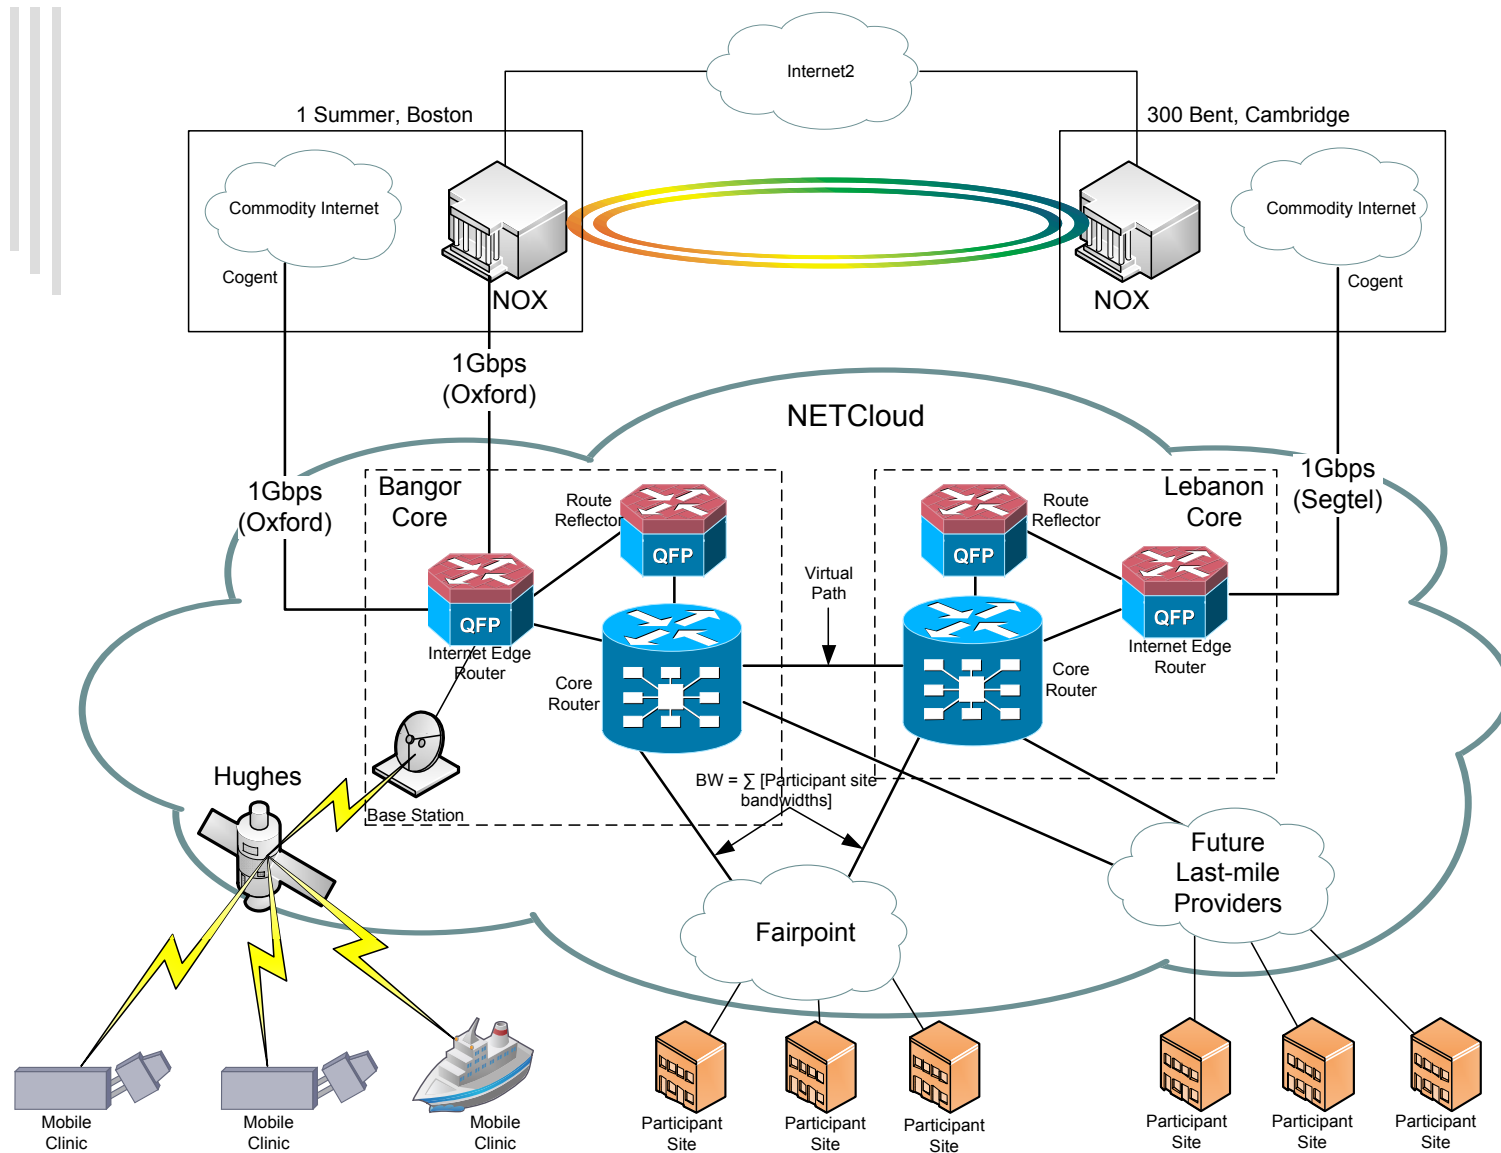 Internet2
1 Summer, Boston
300 Bent, Cambridge
Commodity Internet
Commodity Internet
Cogent
NOX
NOX
Cogent
1Gbps
(Oxford)
NETCloud
1Gbps
(Oxford)
Bangor
Core
Route
Reflector
QFP
Route
Reflector
QFP
Lebanon
Core
1Gbps
(Segtel)
Virtual
Path
QFP
Internet Edge
Router
QFP
Internet Edge
Router
Core
Router
Core
Router
Hughes
Base Station
BW = ∑ [Participant site
bandwidths]
Future
Last-mile
Providers
Fairpoint
Mobile
Clinic
Mobile
Clinic
Mobile
Clinic
Participant
Site
Participant
Site
Participant
Site
Participant
Site
Participant
Site
Participant
Site